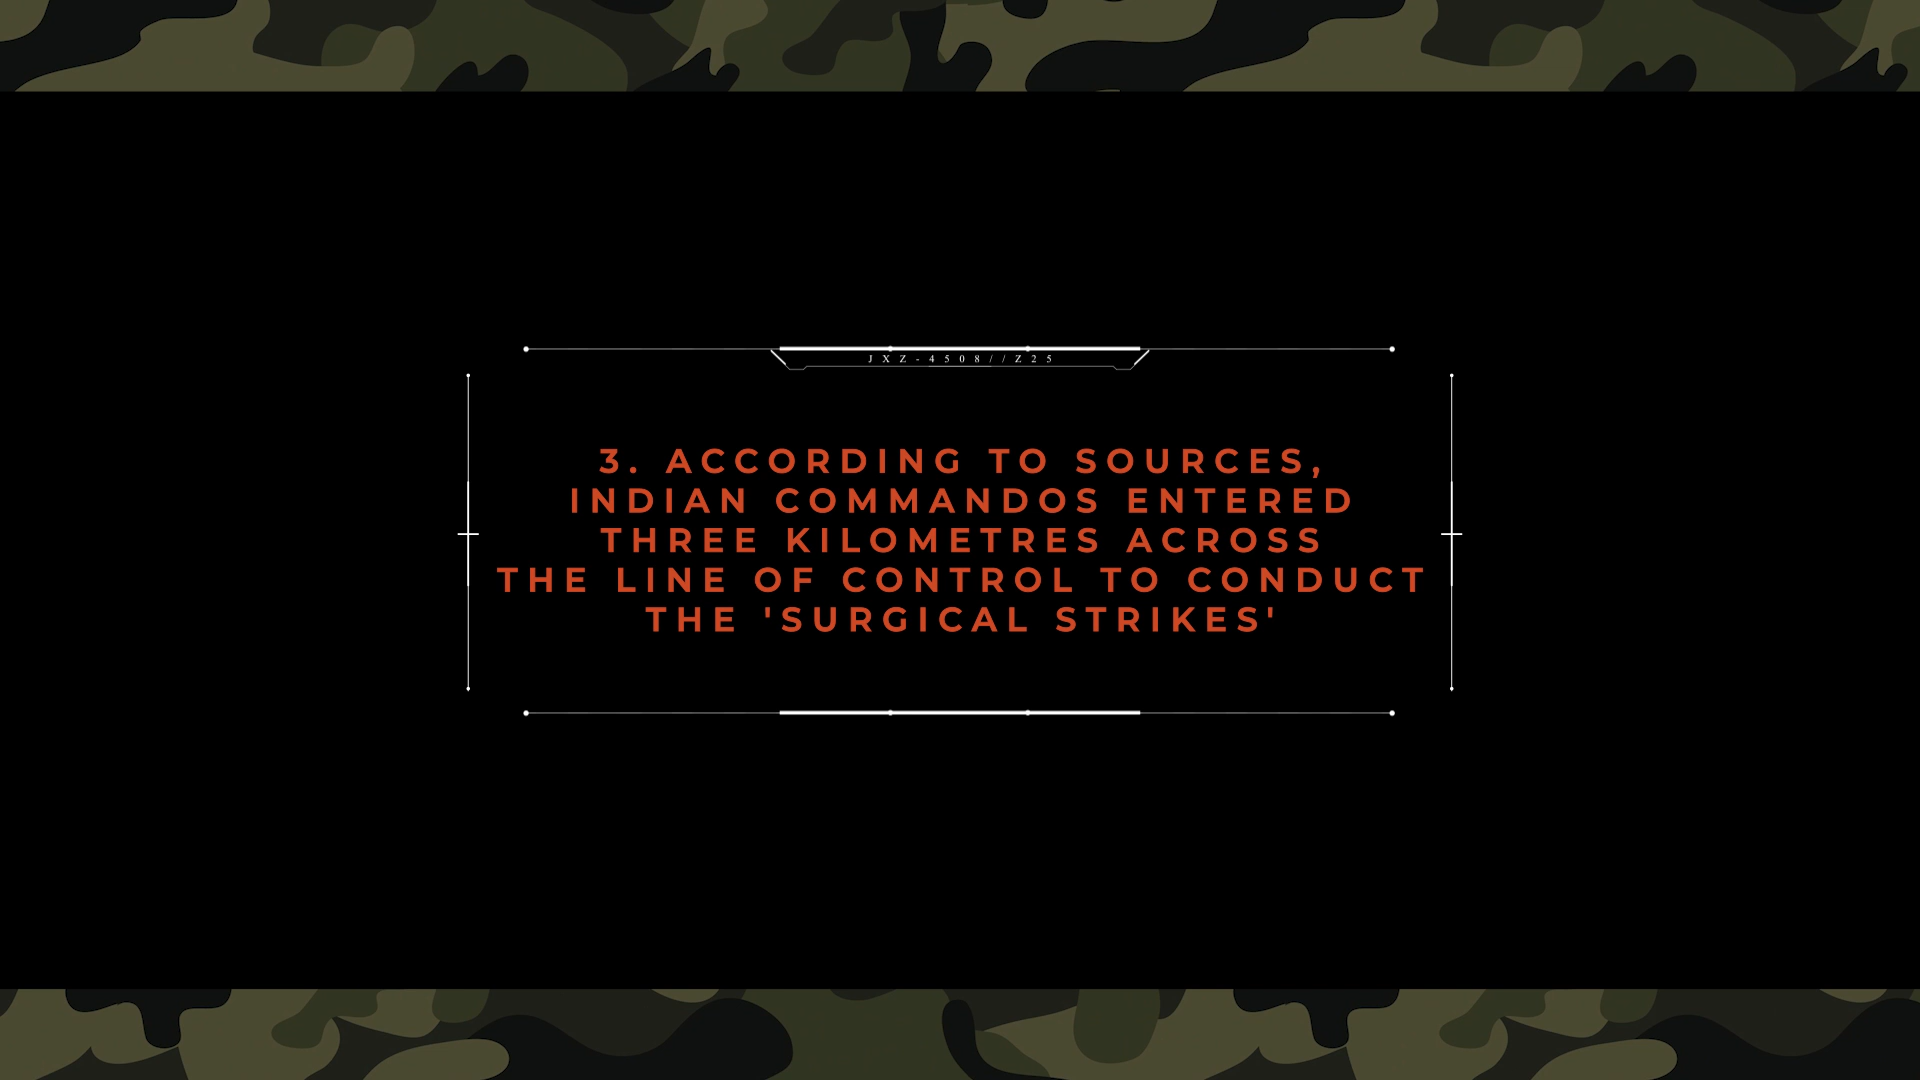 JXZ-4508//Z25
3. ACCORDING TO SOURCES,
INDIAN COMMANDOS ENTERED
THREE KILOMETRES ACROSS
THE LINE OF CONTROL TO CONDUCT
THE 'SURGICAL STRIKES'